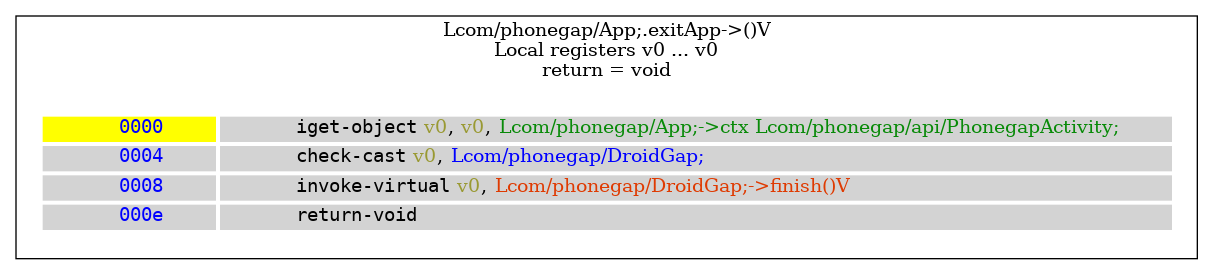 Lcom/phonegap/App;.exitApp->()V
Local registers v0 ... v0
return = void
0000 iget-object v0, v0, Lcom/phonegap/App;->ctx Lcom/phonegap/api/PhonegapActivity;
0004 check-cast v0, Lcom/phonegap/DroidGap;
0008 invoke-virtual v0, Lcom/phonegap/DroidGap;->finish()V
000e return-void